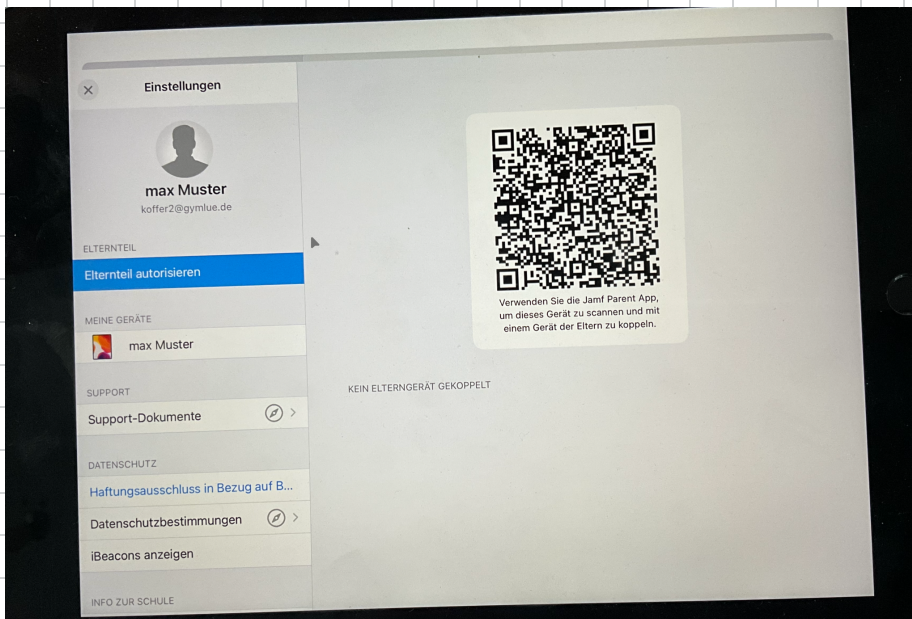 Einstellungen
max Muster
koffer2@gymlue.de
ELTERNTEIL
Elternteil autorisieren
MEINE GERÄTE
max Muster
SUPPORT
Support-Dokumente
DATENSCHUTZ
Haftungsausschluss in Bezug auf B...
Datenschutzbestimmungen
iBeacons anzeigen
INFO ZUR SCHULE
Verwenden Sie die Jamf Parent App,
um dieses Gerät zu scannen und mit
einem Gerät der Eltern zu koppeln.
KEIN ELTERNGERÄT GEKOPPELT